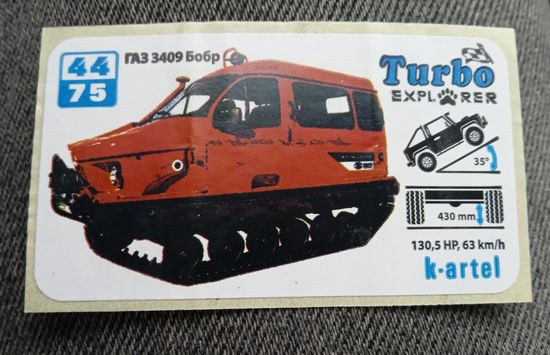 44
75
ГАЗ 3409 Бобр
Turbo
EXPLORER
35°
430 mm
130,5 HP, 63 km/h
k-artel